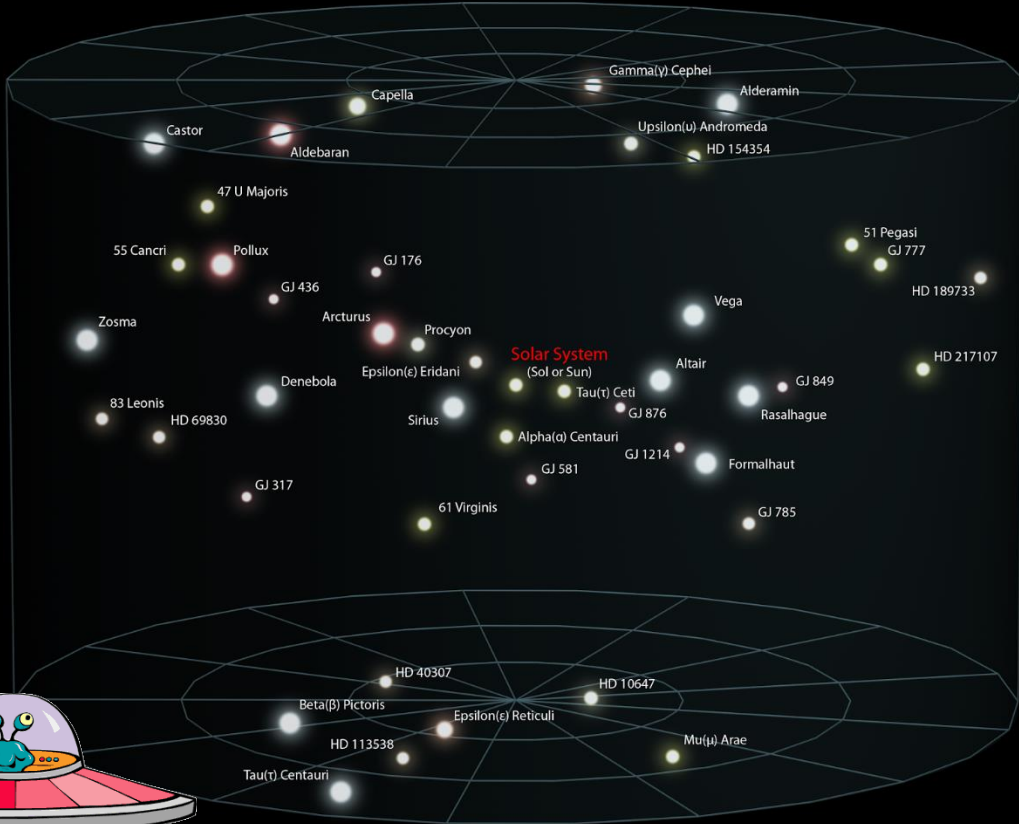 Gamma(γ) Cephei
Capella
Alderamin
Castor
Upsilon(υ) Andromeda
Aldebaran
HD 154354
47 U Majoris
51 Pegasi
55 Cancri
Pollux
GJ 777
GJ 176
GJ 436
HD 189733
Vega
Arcturus
Zosma
Procyon
Solar System
HD 217107
Altair
Epsilon(ε) Eridani
(Sol or Sun)
Denebola
GJ 849
Tau(τ) Ceti
83 Leonis
GJ 876
Rasalhague
HD 69830
Sirius
Alpha(α) Centauri
GJ 1214
Formalhaut
GJ 581
GJ 317
61 Virginis
GJ 785
HD 40307
HD 10647
Beta(β) Pictoris
Epsilon(ε) Reticuli
HD 113538
Mu(μ) Arae
Tau(τ) Centauri